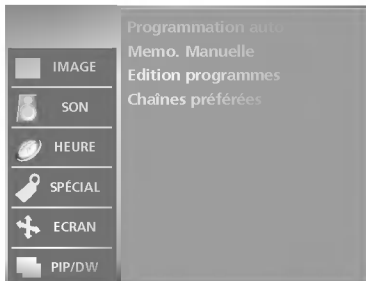 Programmation auto
Memo. Manuelle
Edition programmes
Chaînes préférées
IMAGE
SON
HEURE
SPÉCIAL
ECRAN
PIP/DW